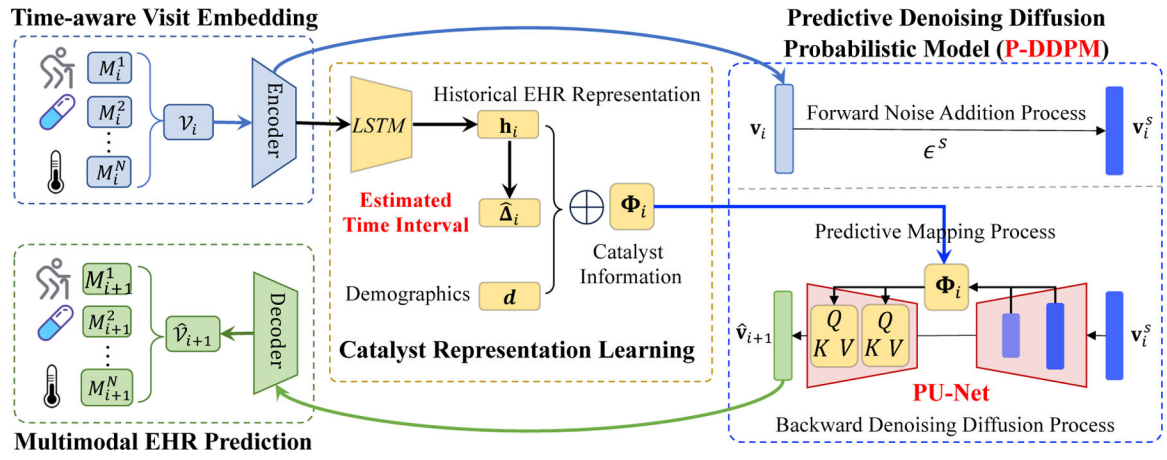 Time-aware Visit Embedding
M_i^1
M_i^2
⋮
M_i^N
𝒱_i
Encoder
LSTM
Historical EHR Representation
h_i
Estimated
Time Interval
Δ̂_i
Demographics
d
⊕
Φ_i
Catalyst
Information
Catalyst Representation Learning
Predictive Denoising Diffusion
Probabilistic Model (P-DDPM)
v_i
Forward Noise Addition Process
ϵ^s
v_i^s
Predictive Mapping Process
Φ_i
Q
K V
Q
K V
v̂_{i+1}
v_i^s
PU-Net
Backward Denoising Diffusion Process
M_{i+1}^1
M_{i+1}^2
⋮
M_{i+1}^N
𝒱̂_{i+1}
Decoder
Multimodal EHR Prediction